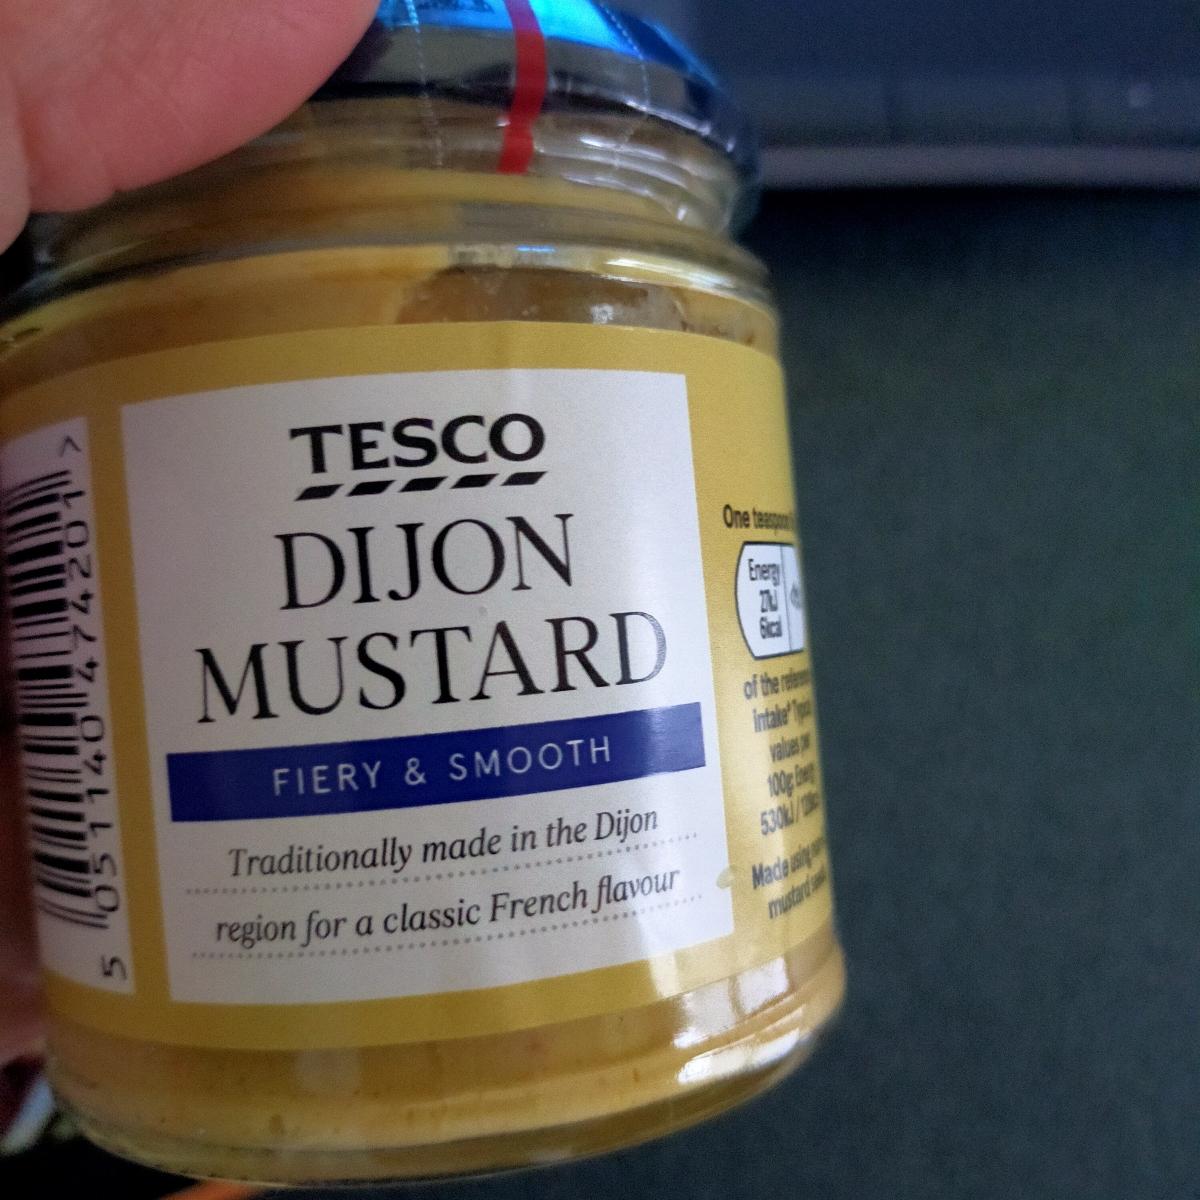 TESCO
DIJON
MUSTARD
FIERY & SMOOTH
Traditionally made in the Dijon
region for a classic French flavour
5 051140 474201 >
One teaspoon
Energy
27kJ
6kcal
of the
intake*
values per
100g: Energy
530kJ /
Made using
mustard